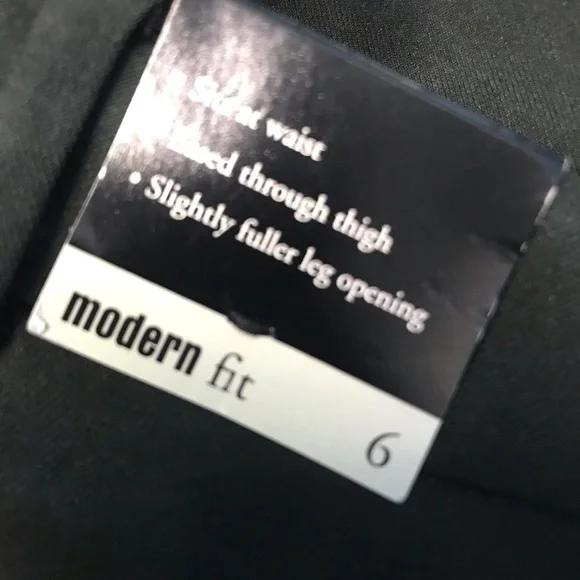 waist
through thigh
• Slightly fuller leg opening
modern fit
6